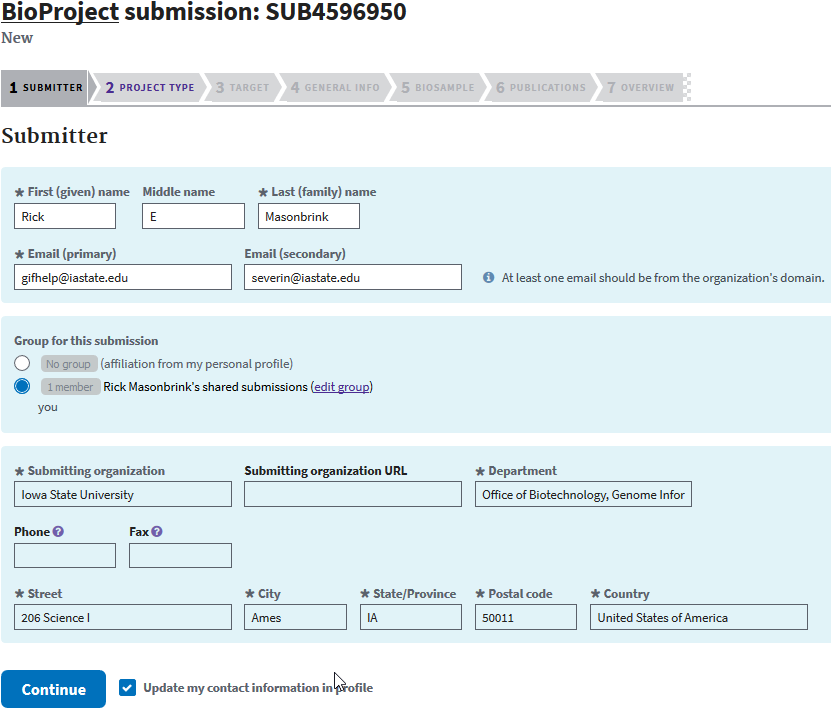 BioProject submission: SUB4596950
New
1 SUBMITTER 2 PROJECT TYPE 3 TARGET 4 GENERAL INFO 5 BIOSAMPLE 6 PUBLICATIONS 7 OVERVIEW
Submitter
* First (given) name Middle name * Last (family) name
Rick E Masonbrink
* Email (primary) Email (secondary)
gifhelp@iastate.edu severin@iastate.edu At least one email should be from the organization's domain.
Group for this submission
No group (affiliation from my personal profile)
1 member Rick Masonbrink's shared submissions (edit group)
you
* Submitting organization Submitting organization URL * Department
Iowa State University Office of Biotechnology, Genome Infor
Phone ? Fax ?
* Street * City * State/Province * Postal code * Country
206 Science I Ames IA 50011 United States of America
Continue Update my contact information in profile